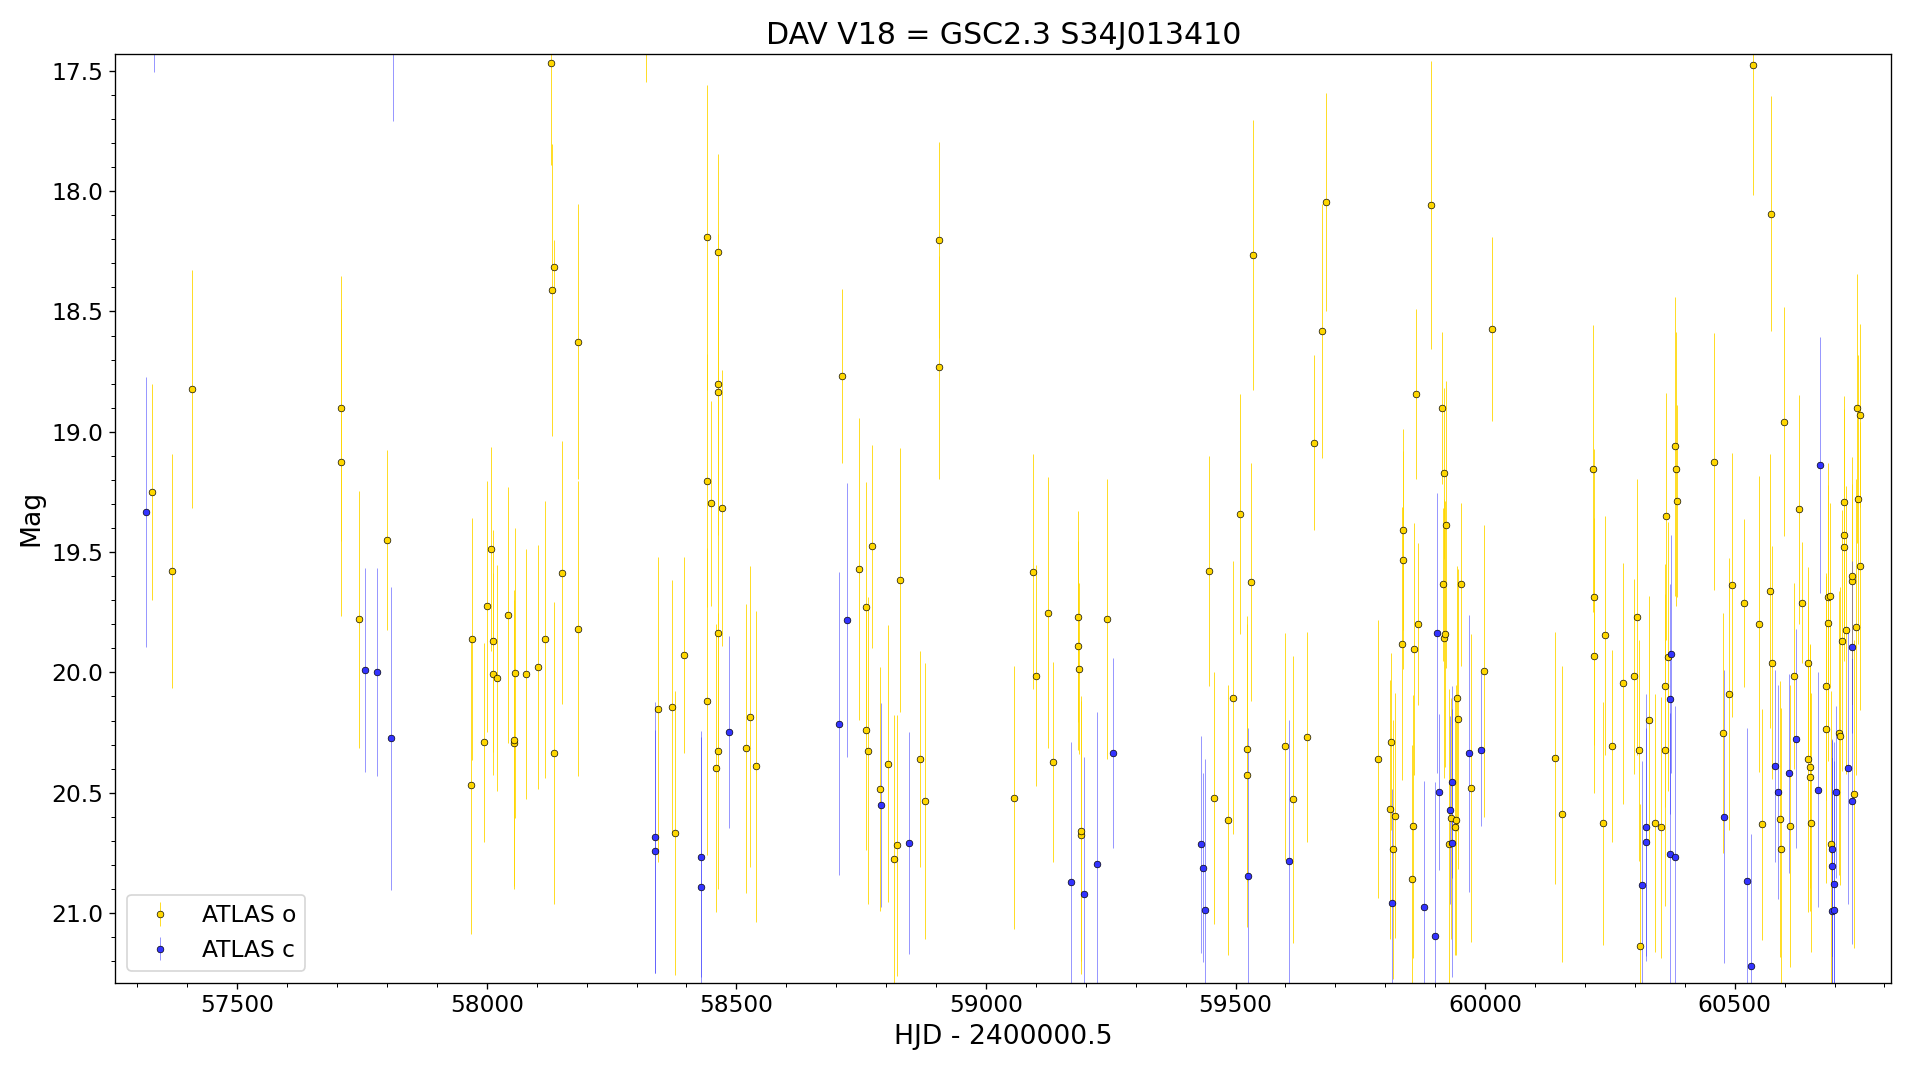 DAV V18 = GSC2.3 S34J013410
17.5
18.0
18.5
19.0
19.5
20.0
20.5
21.0
Mag
ATLAS o
ATLAS c
57500 58000 58500 59000 59500 60000 60500
HJD - 2400000.5